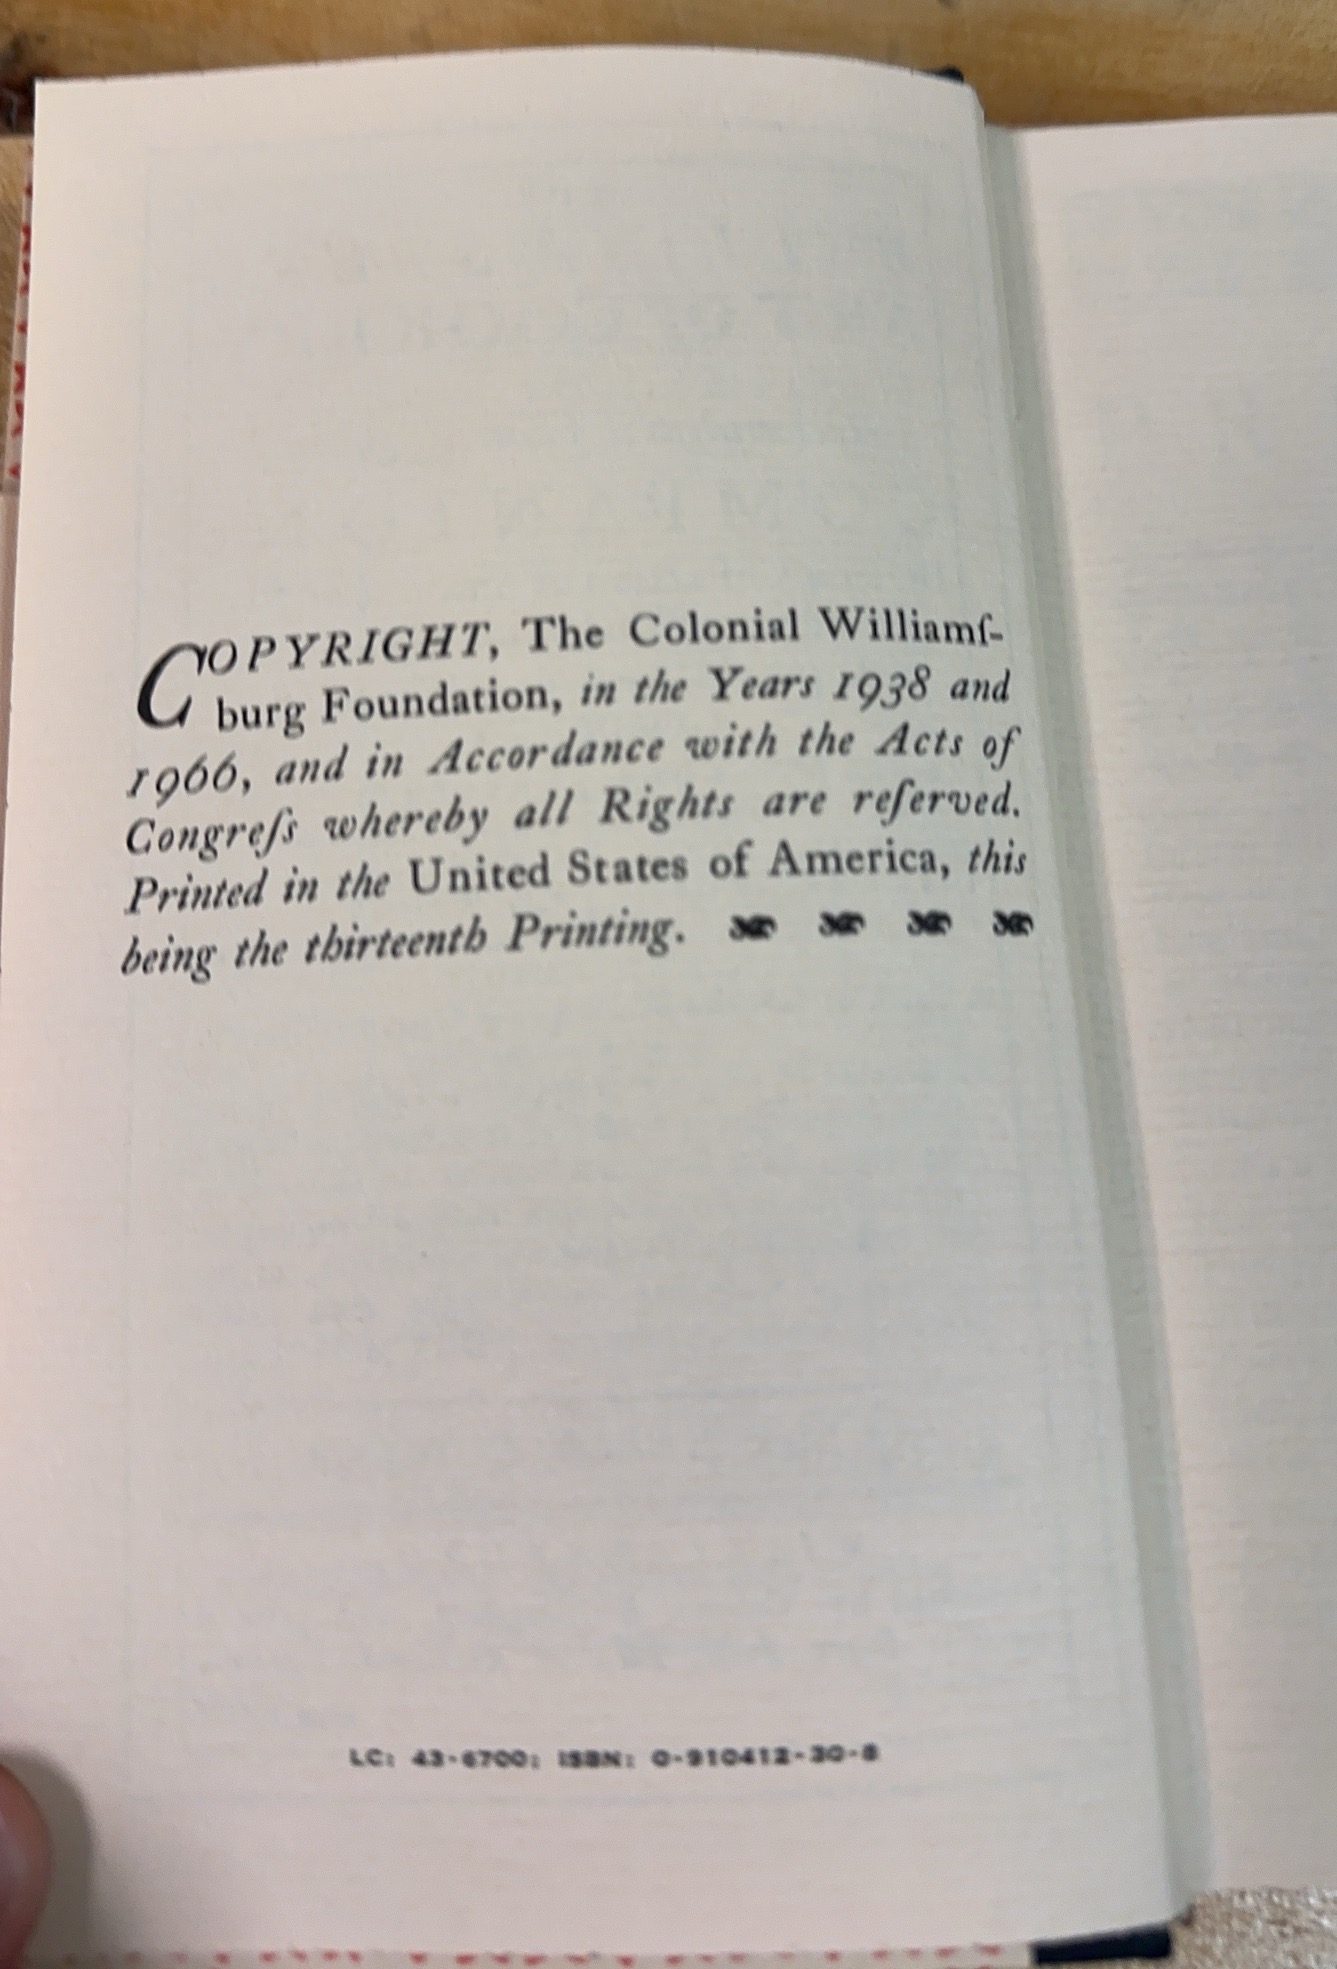 COPYRIGHT, The Colonial Williamſ-
burg Foundation, in the Years 1938 and
1966, and in Accordance with the Acts of
Congreſs whereby all Rights are reſerved.
Printed in the United States of America, this
being the thirteenth Printing.
LC: 43-6700; ISBN: 0-910412-30-8